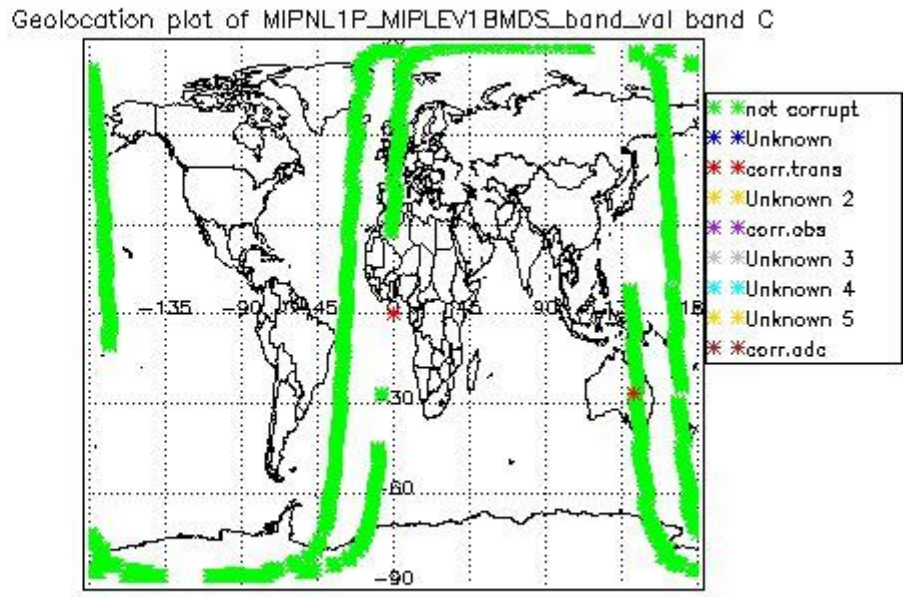 Geolocation plot of MIPNL1P_MIPLEV1BMDS_band_val band C
not corrupt
Unknown
corr.trans
Unknown 2
corr.obs
Unknown 3
Unknown 4
Unknown 5
corr.adc
-135
-90
-45
45
90
-30
-60
-90